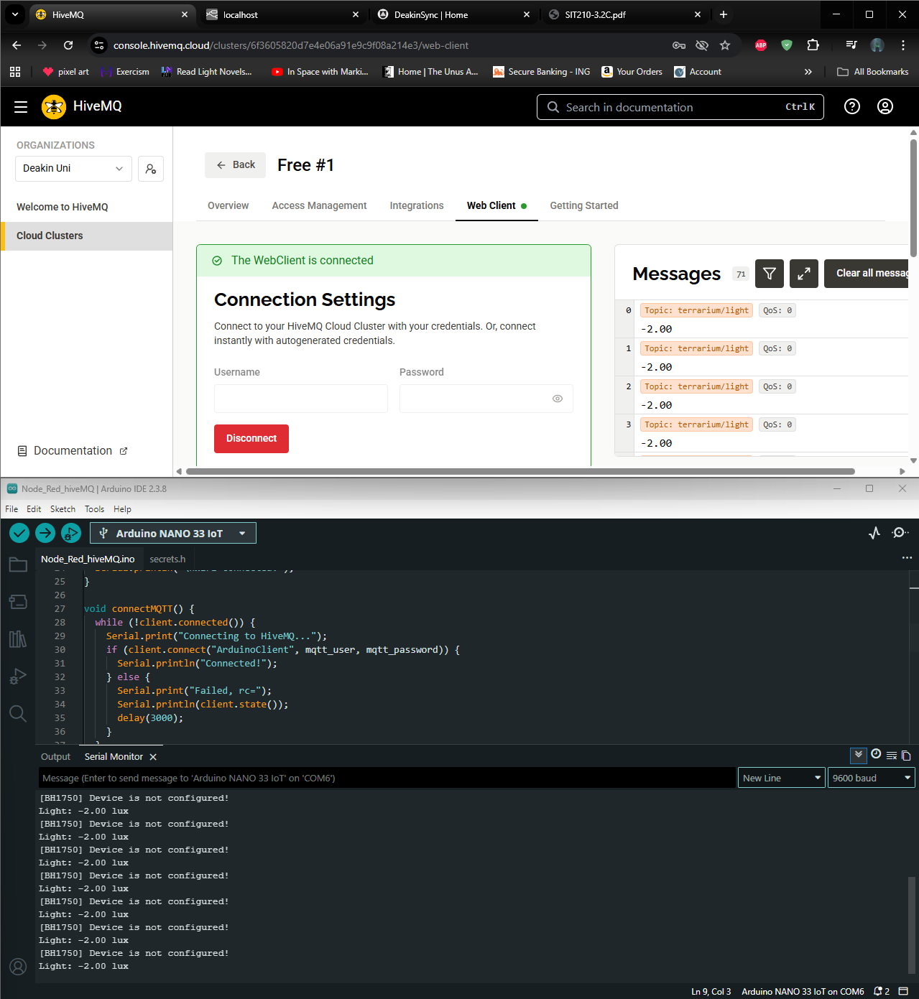 HiveMQ
localhost
DeakinSync | Home
SIT210-3.2C.pdf
console.hivemq.cloud/clusters/6f3605820d7e4e06a91e9c9f08a214e3/web-client
ABP
pixel art
Exercism
Read Light Novels...
In Space with Marki...
Home | The Unus A...
Secure Banking - ING
Your Orders
Account
»
All Bookmarks
HiveMQ
Search in documentation
Ctrl K
ORGANIZATIONS
Deakin Uni
Welcome to HiveMQ
Cloud Clusters
Documentation
Back
Free #1
Overview
Access Management
Integrations
Web Client
Getting Started
The WebClient is connected
Connection Settings
Connect to your HiveMQ Cloud Cluster with your credentials. Or, connect
instantly with autogenerated credentials.
Username
Password
Disconnect
Messages
71
Clear all messag
0
Topic: terrarium/light
QoS: 0
-2.00
1
Topic: terrarium/light
QoS: 0
-2.00
2
Topic: terrarium/light
QoS: 0
-2.00
3
Topic: terrarium/light
QoS: 0
-2.00
Node_Red_hiveMQ | Arduino IDE 2.3.8
File Edit Sketch Tools Help
Arduino NANO 33 IoT
Node_Red_hiveMQ.ino
secrets.h
25 }
26
27 void connectMQTT() {
28 while (!client.connected()) {
29 Serial.print("Connecting to HiveMQ...");
30 if (client.connect("ArduinoClient", mqtt_user, mqtt_password)) {
31 Serial.println("Connected!");
32 } else {
33 Serial.print("Failed, rc=");
34 Serial.println(client.state());
35 delay(3000);
36 }
Output
Serial Monitor
Message (Enter to send message to 'Arduino NANO 33 IoT' on 'COM6')
New Line
9600 baud
[BH1750] Device is not configured!
Light: -2.00 lux
[BH1750] Device is not configured!
Light: -2.00 lux
[BH1750] Device is not configured!
Light: -2.00 lux
[BH1750] Device is not configured!
Light: -2.00 lux
[BH1750] Device is not configured!
Light: -2.00 lux
[BH1750] Device is not configured!
Light: -2.00 lux
[BH1750] Device is not configured!
Light: -2.00 lux
Ln 9, Col 3
Arduino NANO 33 IoT on COM6
2